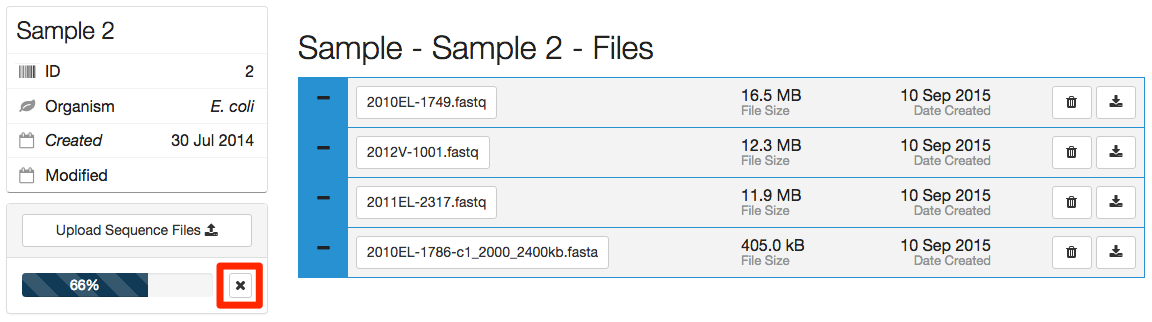 Sample 2
ID 2
Organism E. coli
Created 30 Jul 2014
Modified
Upload Sequence Files
66%
Sample - Sample 2 - Files
2010EL-1749.fastq 16.5 MB 10 Sep 2015
File Size Date Created
2012V-1001.fastq 12.3 MB 10 Sep 2015
File Size Date Created
2011EL-2317.fastq 11.9 MB 10 Sep 2015
File Size Date Created
2010EL-1786-c1_2000_2400kb.fasta 405.0 kB 10 Sep 2015
File Size Date Created